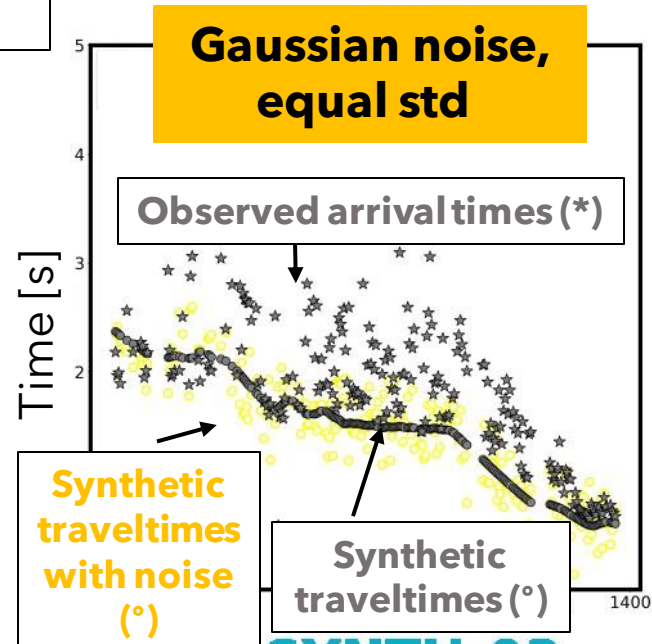 Gaussian noise,
equal std
5
4
Observed arrival times (*)
3
Time [s]
2
Synthetic
traveltimes
with noise
(°)
Synthetic
traveltimes (°)
1400